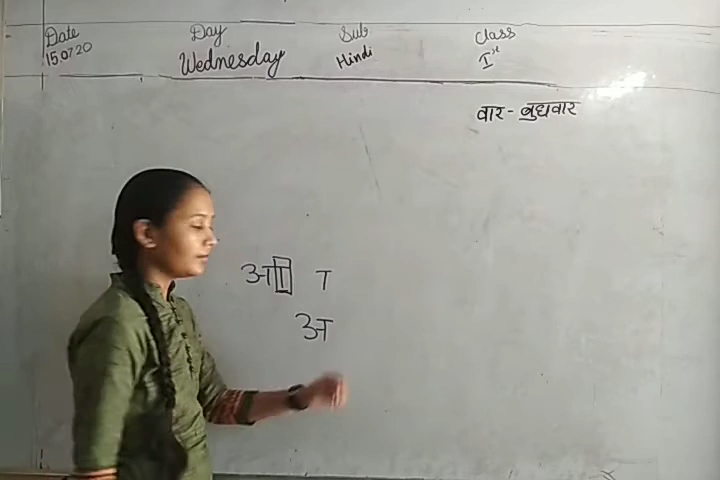 Date Day Sub Class
15.07.20 Wednesday Hindi Ist
वार - बुधवार
आ ा
अ